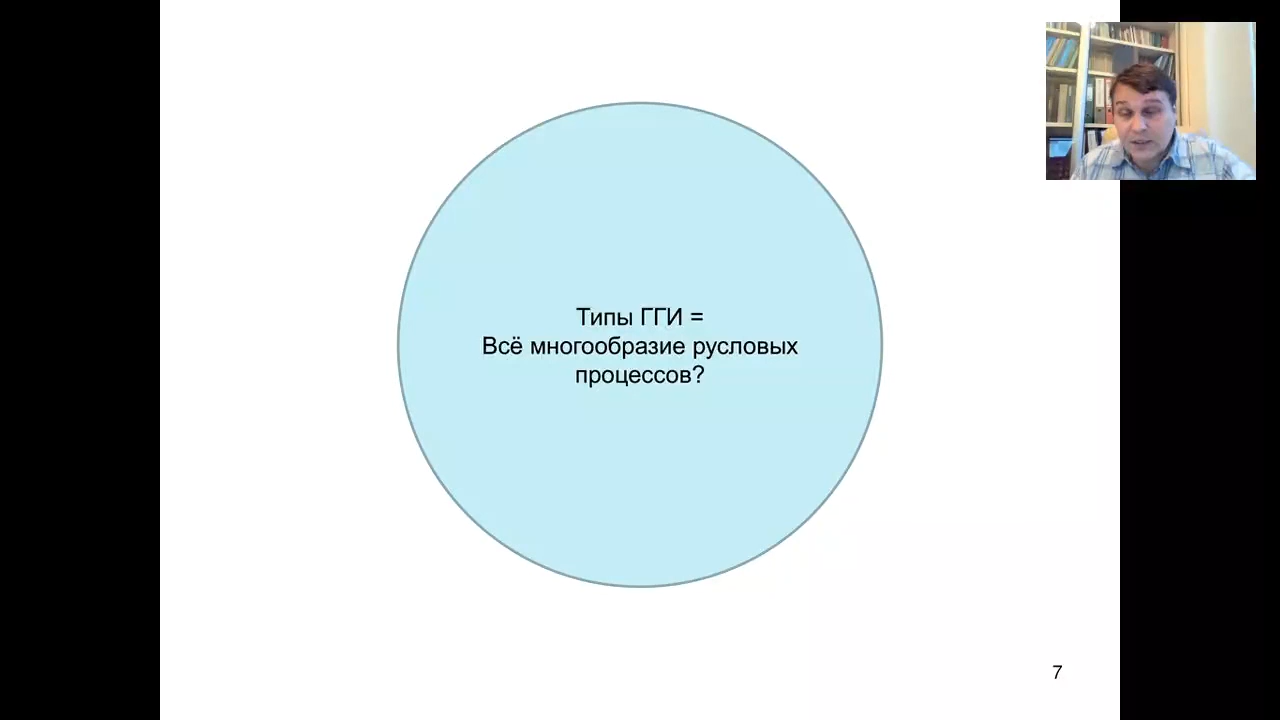 Типы ГГИ =
Всё многообразие русловых
процессов?
7